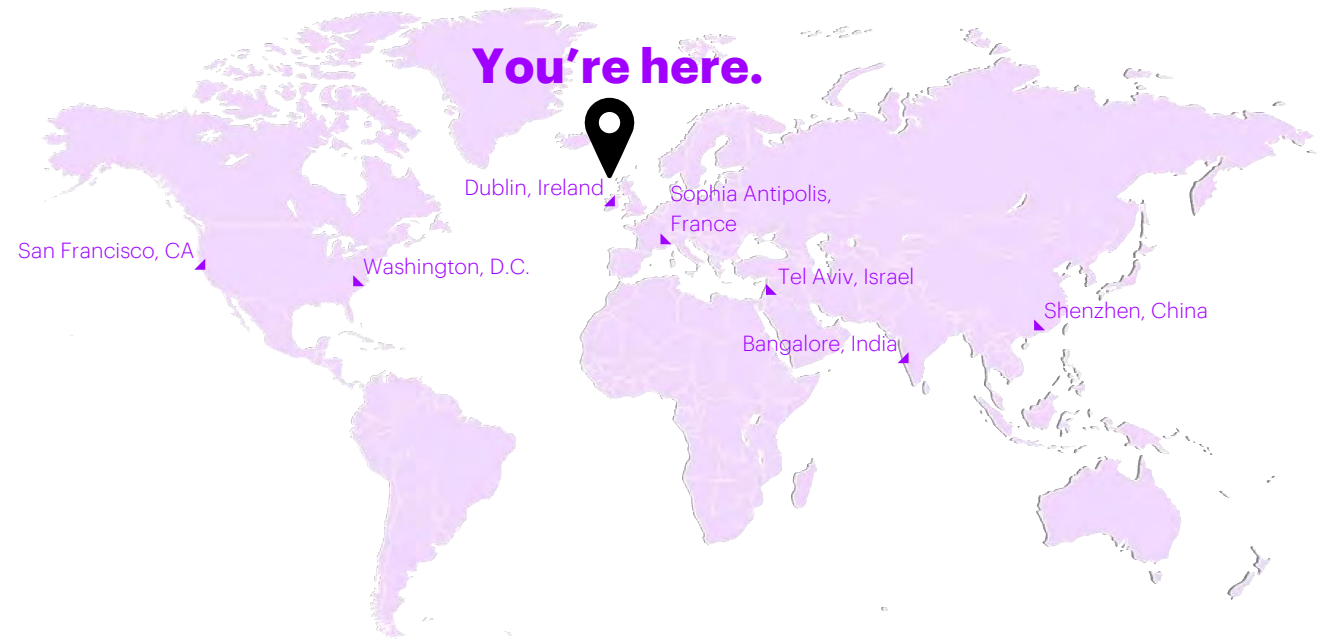 You’re here.
Dublin, Ireland
Sophia Antipolis,
France
San Francisco, CA
Washington, D.C.
Tel Aviv, Israel
Shenzhen, China
Bangalore, India